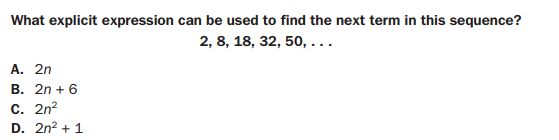 What explicit expression can be used to find the next term in this sequence?
2, 8, 18, 32, 50, . . .
A. 2n
B. 2n + 6
C. 2n²
D. 2n² + 1